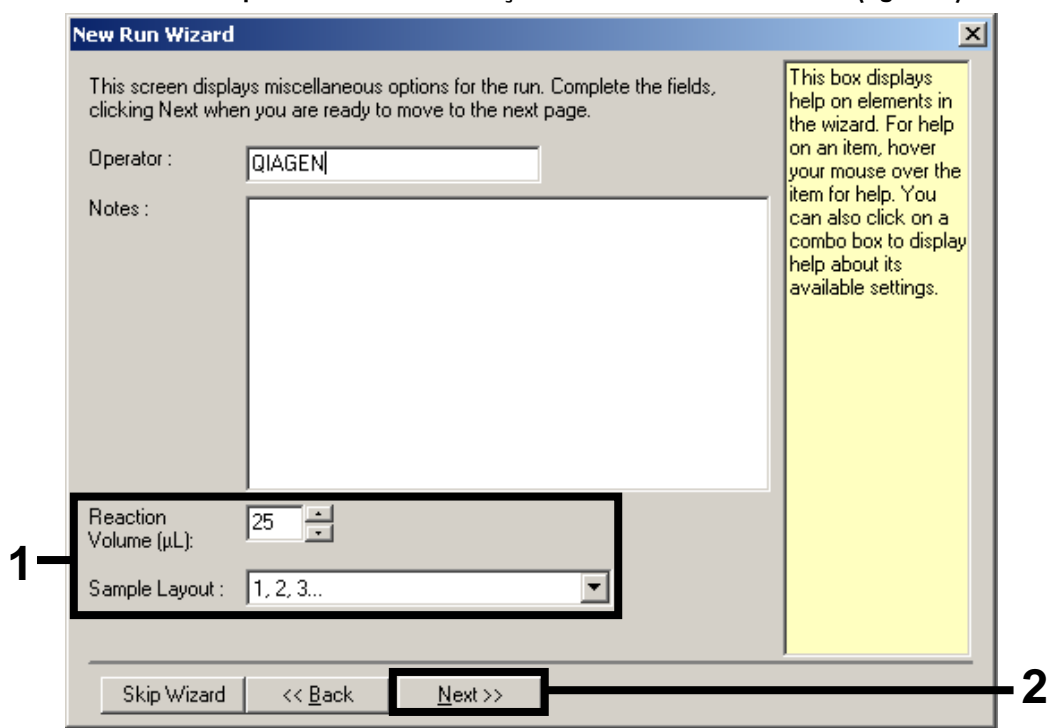 New Run Wizard
This screen displays miscellaneous options for the run. Complete the fields,
clicking Next when you are ready to move to the next page.
Operator :
QIAGEN
Notes :
Reaction
Volume (µL):
25
Sample Layout :
1, 2, 3...
1
Skip Wizard
<< Back
Next >>
2
This box displays
help on elements in
the wizard. For help
on an item, hover
your mouse over the
item for help. You
can also click on a
combo box to display
help about its
available settings.